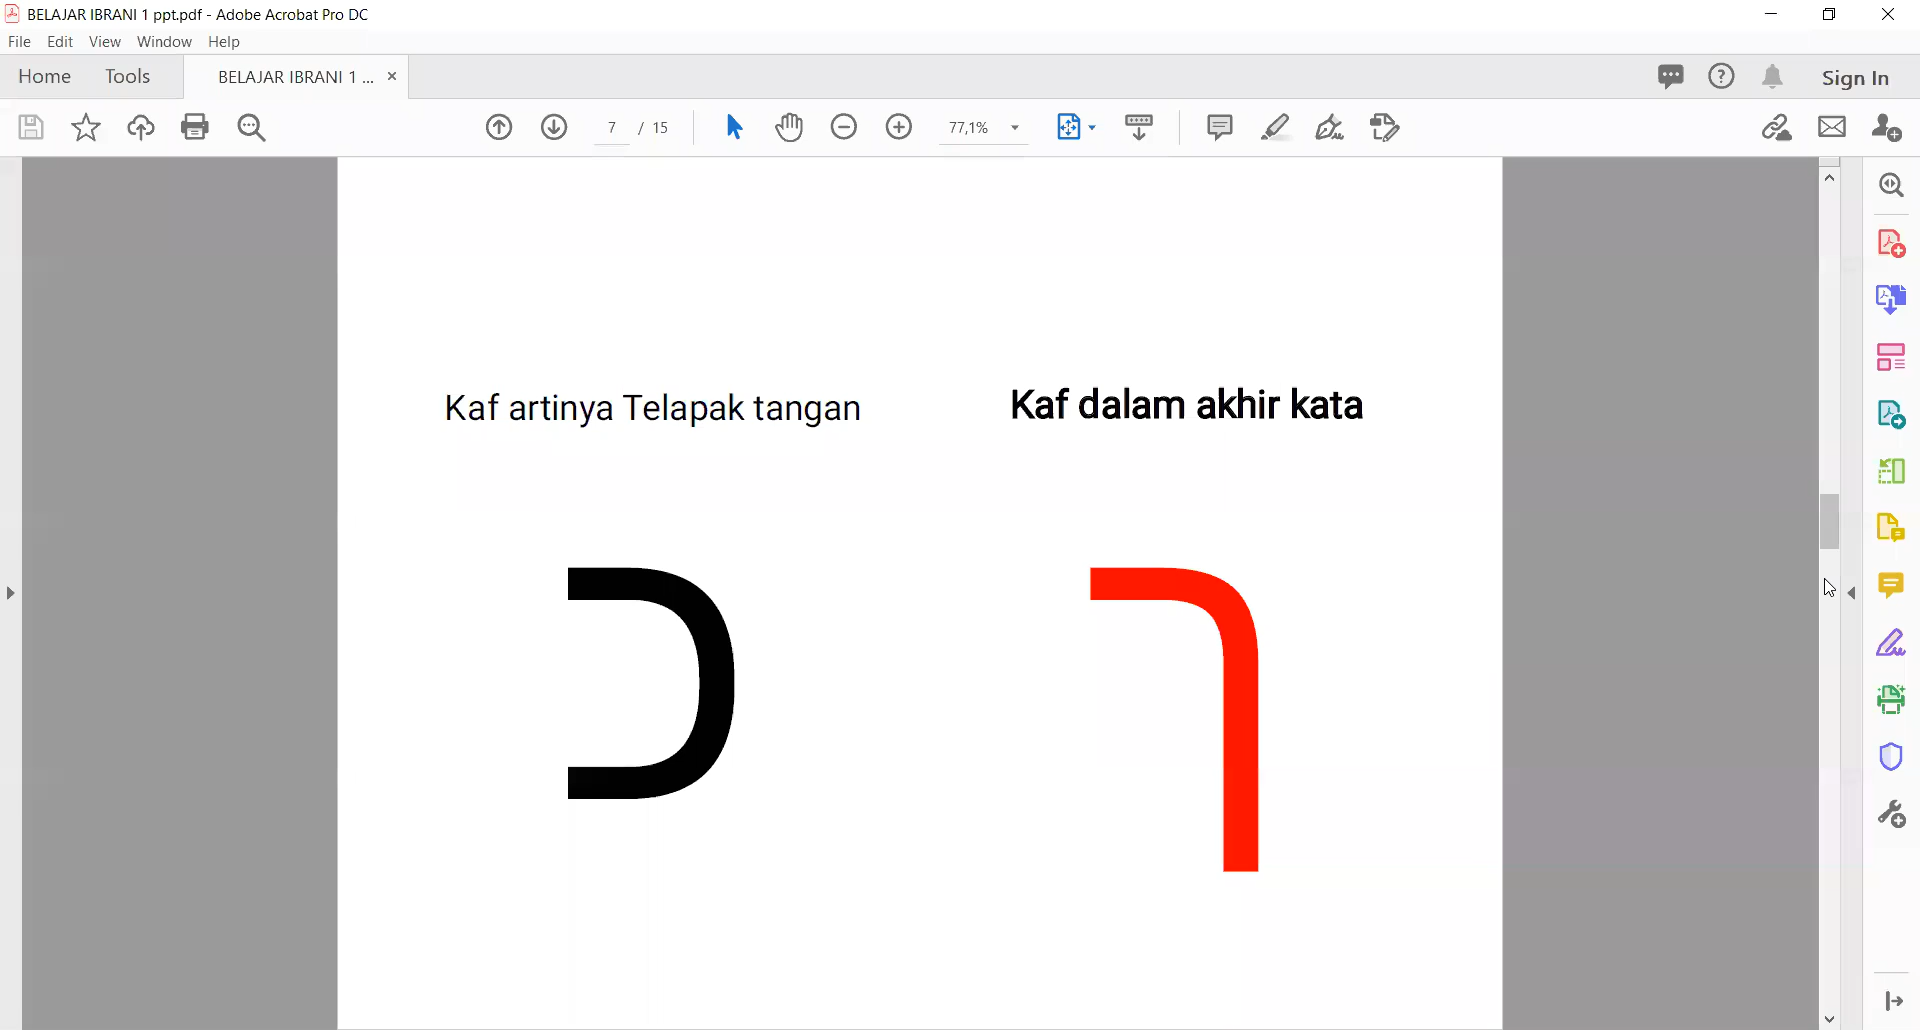 BELAJAR IBRANI 1 ppt.pdf - Adobe Acrobat Pro DC
File Edit View Window Help
Home Tools BELAJAR IBRANI 1 ... × Sign In
7 / 15 77,1%
Kaf artinya Telapak tangan
Kaf dalam akhir kata
כ
ך